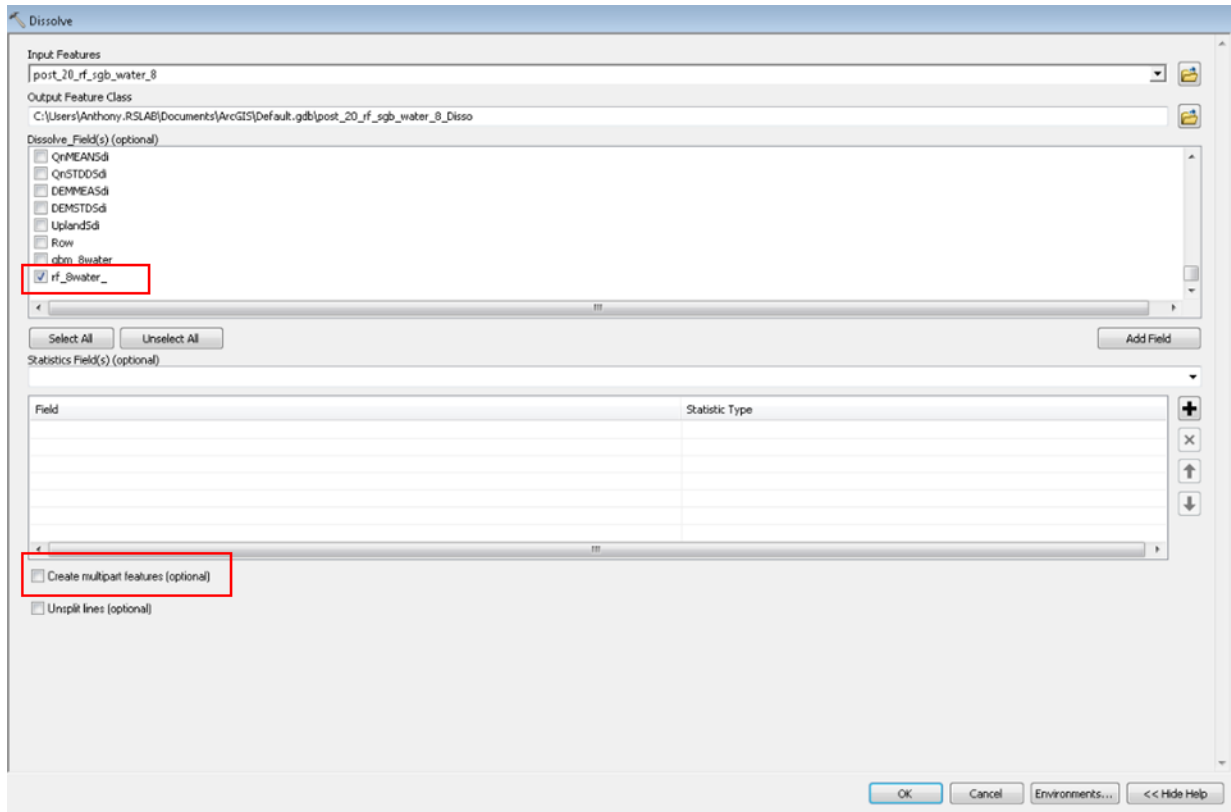 Dissolve
Input Features
post_20_rf_sgb_water_8
Output Feature Class
C:\Users\Anthony.RSLAB\Documents\ArcGIS\Default.gdb\post_20_rf_sgb_water_8_Disso
Dissolve_Field(s) (optional)
QnMEANSdi
QnSTDDSdi
DEMMEASdi
DEMSTDSdi
UplandSdi
Row
gbm_8water
rf_8water_
Select All Unselect All Add Field
Statistics Field(s) (optional)
Field Statistic Type
Create multipart features (optional)
Unsplit lines (optional)
OK Cancel Environments... << Hide Help